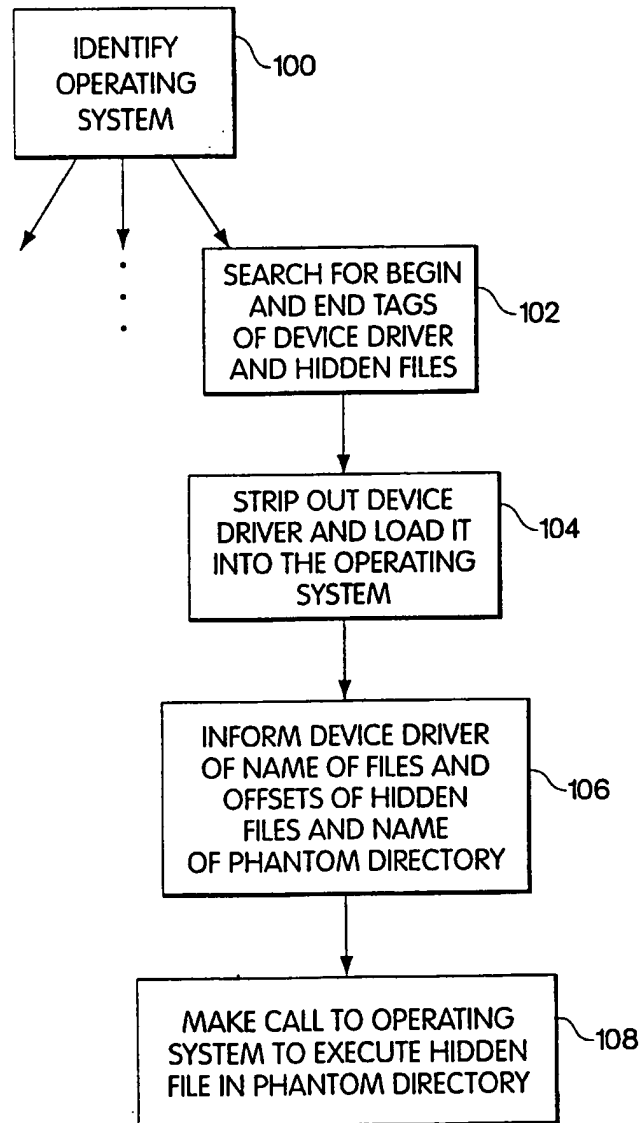 IDENTIFY
OPERATING
SYSTEM
100
SEARCH FOR BEGIN
AND END TAGS
OF DEVICE DRIVER
AND HIDDEN FILES
102
STRIP OUT DEVICE
DRIVER AND LOAD IT
INTO THE OPERATING
SYSTEM
104
INFORM DEVICE DRIVER
OF NAME OF FILES AND
OFFSETS OF HIDDEN
FILES AND NAME
OF PHANTOM DIRECTORY
106
MAKE CALL TO OPERATING
SYSTEM TO EXECUTE HIDDEN
FILE IN PHANTOM DIRECTORY
108